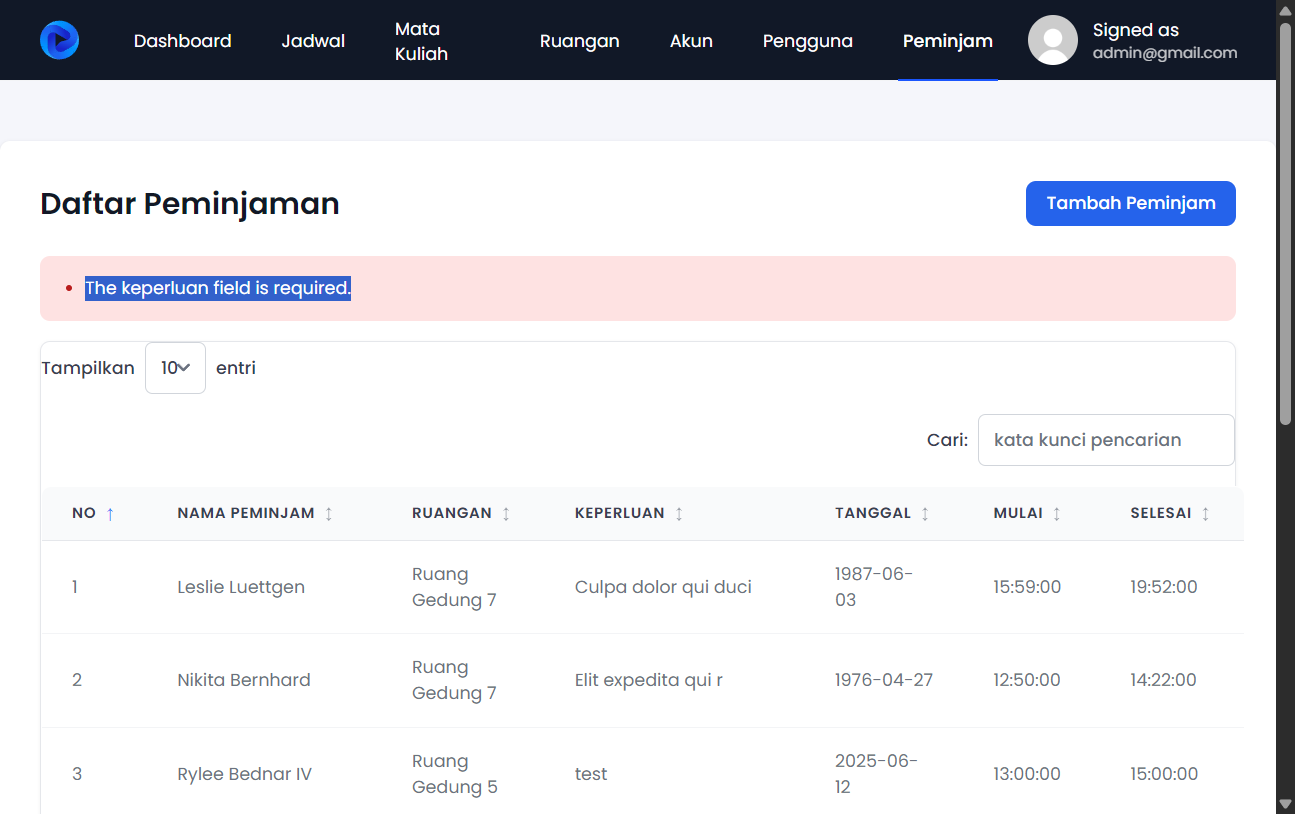 Dashboard
Jadwal
Mata
Kuliah
Ruangan
Akun
Pengguna
Peminjam
Signed as
admin@gmail.com
Daftar Peminjaman
Tambah Peminjam
• The keperluan field is required.
Tampilkan 10 entri
Cari: kata kunci pencarian
NO ↑ NAMA PEMINJAM ↕ RUANGAN ↕ KEPERLUAN ↕ TANGGAL ↕ MULAI ↕ SELESAI ↕
1 Leslie Luettgen Ruang Gedung 7 Culpa dolor qui duci 1987-06-03 15:59:00 19:52:00
2 Nikita Bernhard Ruang Gedung 7 Elit expedita qui r 1976-04-27 12:50:00 14:22:00
3 Rylee Bednar IV Ruang Gedung 5 test 2025-06-12 13:00:00 15:00:00